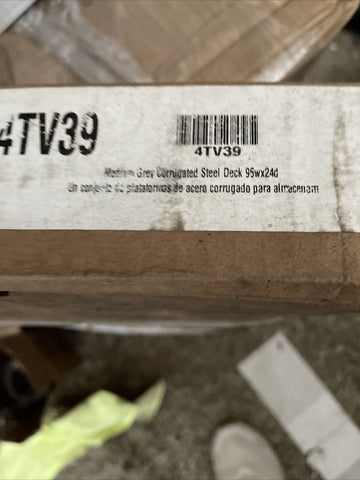 4TV39
4TV39
Medium Grey Corrugated Steel Deck 95wx24d
Un conjunto de plataformas de acero corrugado para almacenam